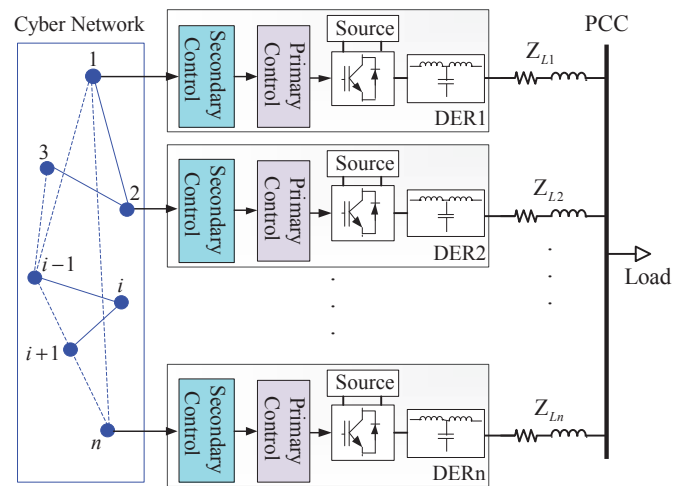 Cyber Network
1
3
2
i−1
i
i+1
n
Secondary
Control
Primary
Control
Source
DER1
Secondary
Control
Primary
Control
Source
DER2
Secondary
Control
Primary
Control
Source
DERn
Z_{L1}
Z_{L2}
Z_{Ln}
PCC
Load